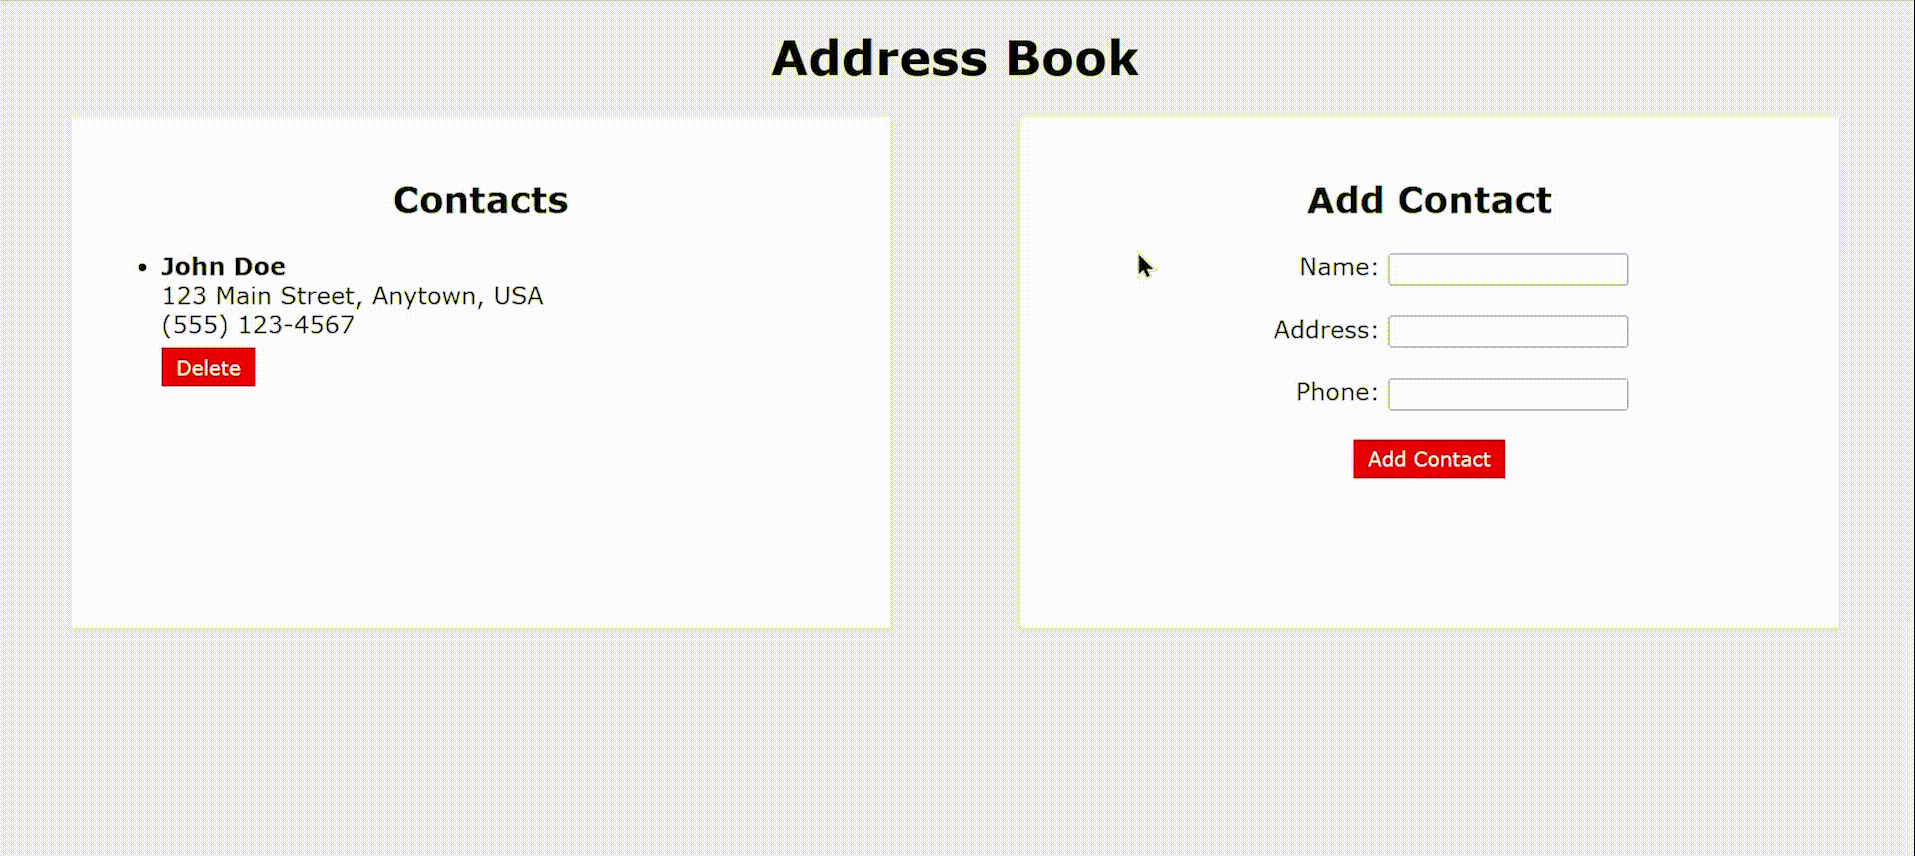 Address Book
Contacts
John Doe
123 Main Street, Anytown, USA
(555) 123-4567
Delete
Add Contact
Name:
Address:
Phone:
Add Contact